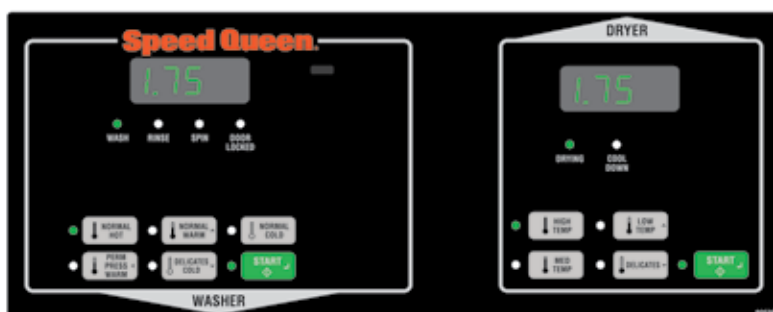 Speed Queen
1.75
WASH RINSE SPIN DOOR
LOCKED
NORMAL
HOT
NORMAL
WARM
NORMAL
COLD
PERM
PRESS
WARM
DELICATES
COLD
START
WASHER
DRYER
1.75
DRYING COOL
DOWN
HIGH
TEMP
LOW
TEMP
MED
TEMP
DELICATES
START